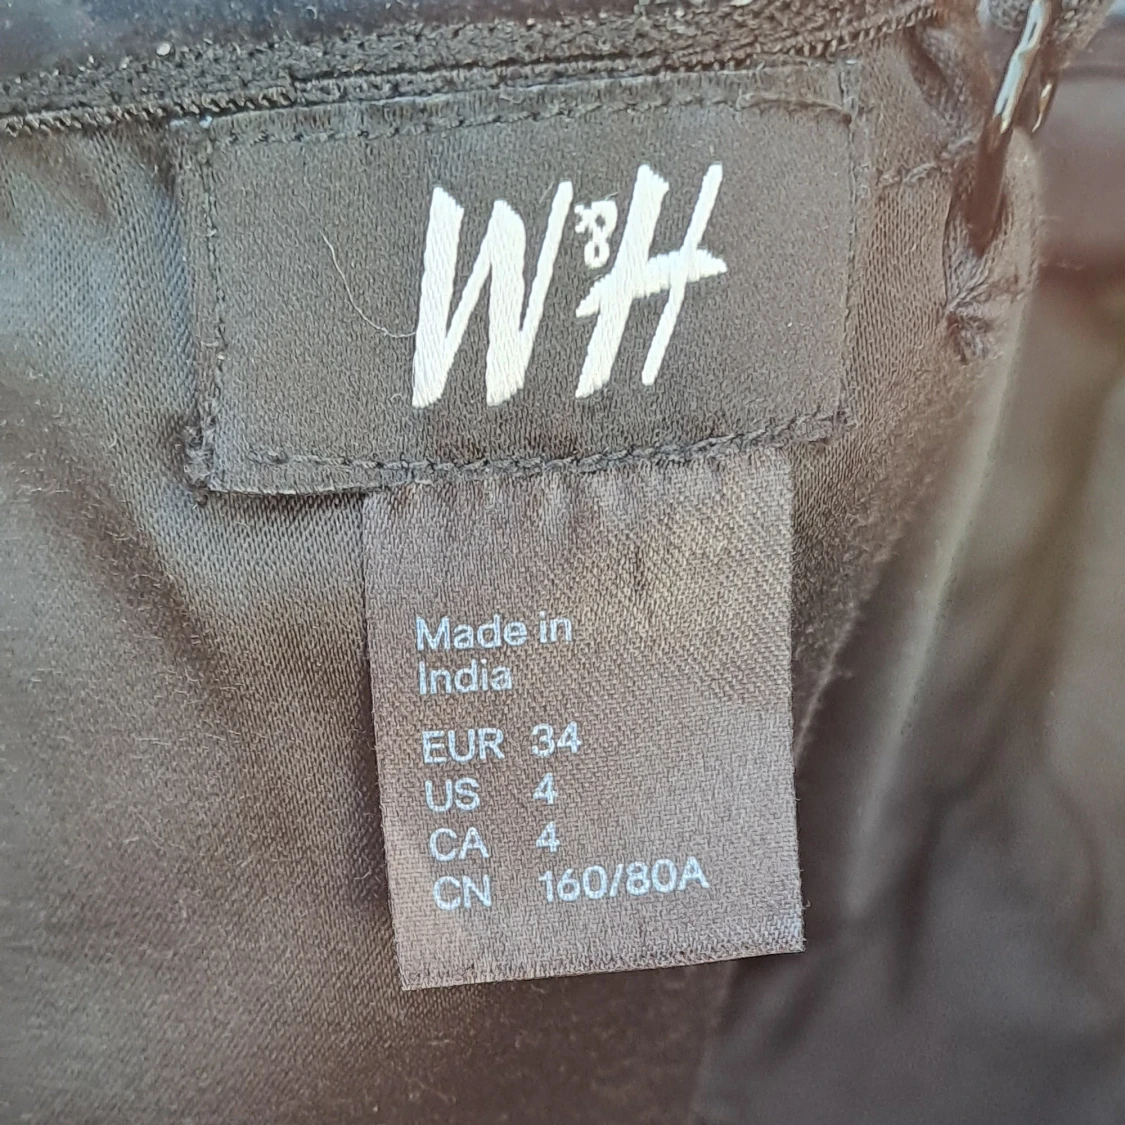 W&H
Made in
India
EUR 34
US 4
CA 4
CN 160/80A